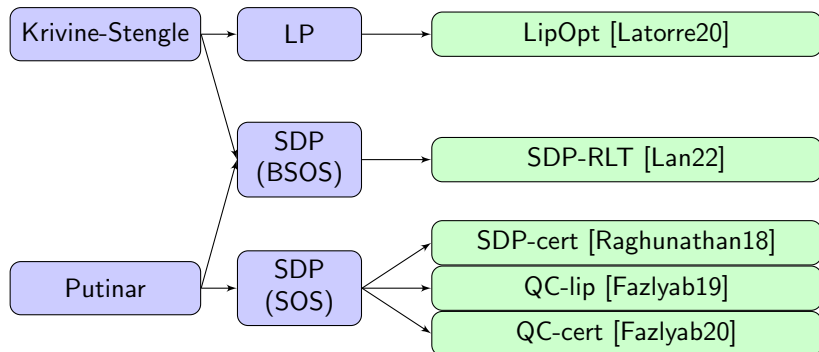 Krivine-Stengle
LP
LipOpt [Latorre20]
SDP
(BSOS)
SDP-RLT [Lan22]
Putinar
SDP
(SOS)
SDP-cert [Raghunathan18]
QC-lip [Fazlyab19]
QC-cert [Fazlyab20]